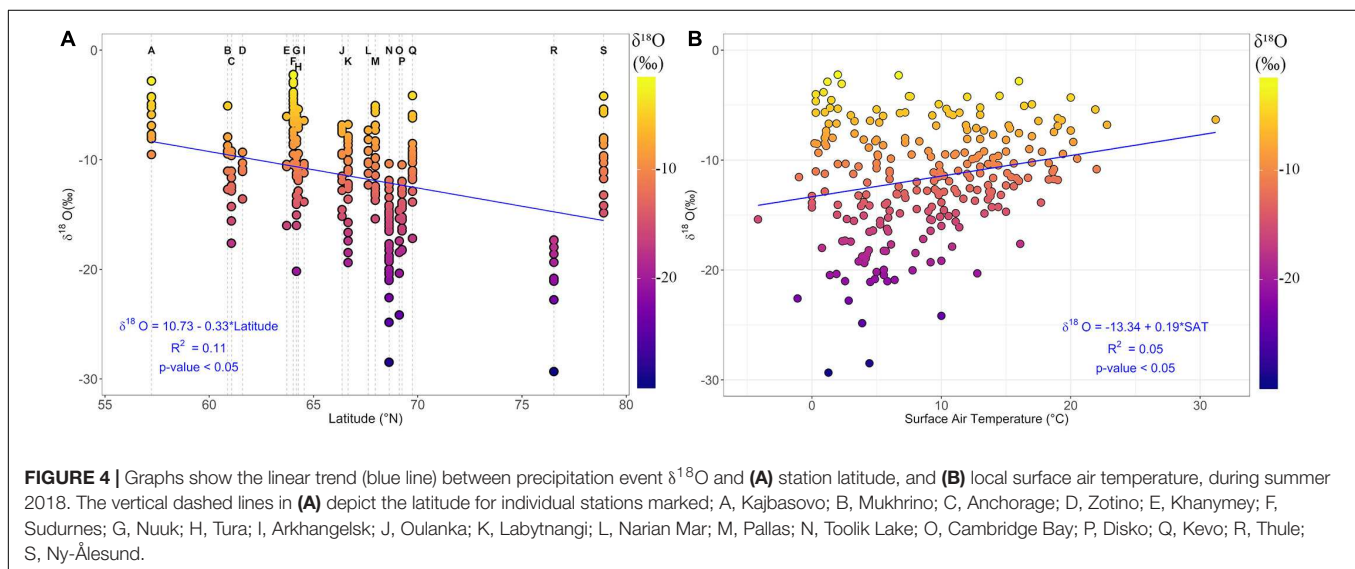 A
A B D E G I J L N O Q R S
C F H K M P
δ¹⁸O
(‰)
0
-10
-20
-30
δ¹⁸ O(‰)
-10
-20
δ¹⁸ O = 10.73 - 0.33*Latitude
R² = 0.11
p-value < 0.05
55 60 65 70 75 80
Latitude (°N)
B
δ¹⁸O
(‰)
0
-10
-20
-30
δ¹⁸ O(‰)
-10
-20
δ¹⁸ O = -13.34 + 0.19*SAT
R² = 0.05
p-value < 0.05
0 10 20 30
Surface Air Temperature (°C)
FIGURE 4 | Graphs show the linear trend (blue line) between precipitation event δ¹⁸O and (A) station latitude, and (B) local surface air temperature, during summer
2018. The vertical dashed lines in (A) depict the latitude for individual stations marked; A, Kajbasovo; B, Mukhrino; C, Anchorage; D, Zotino; E, Khanymey; F,
Sudurnes; G, Nuuk; H, Tura; I, Arkhangelsk; J, Oulanka; K, Labytnangi; L, Narian Mar; M, Pallas; N, Toolik Lake; O, Cambridge Bay; P, Disko; Q, Kevo; R, Thule;
S, Ny-Ålesund.